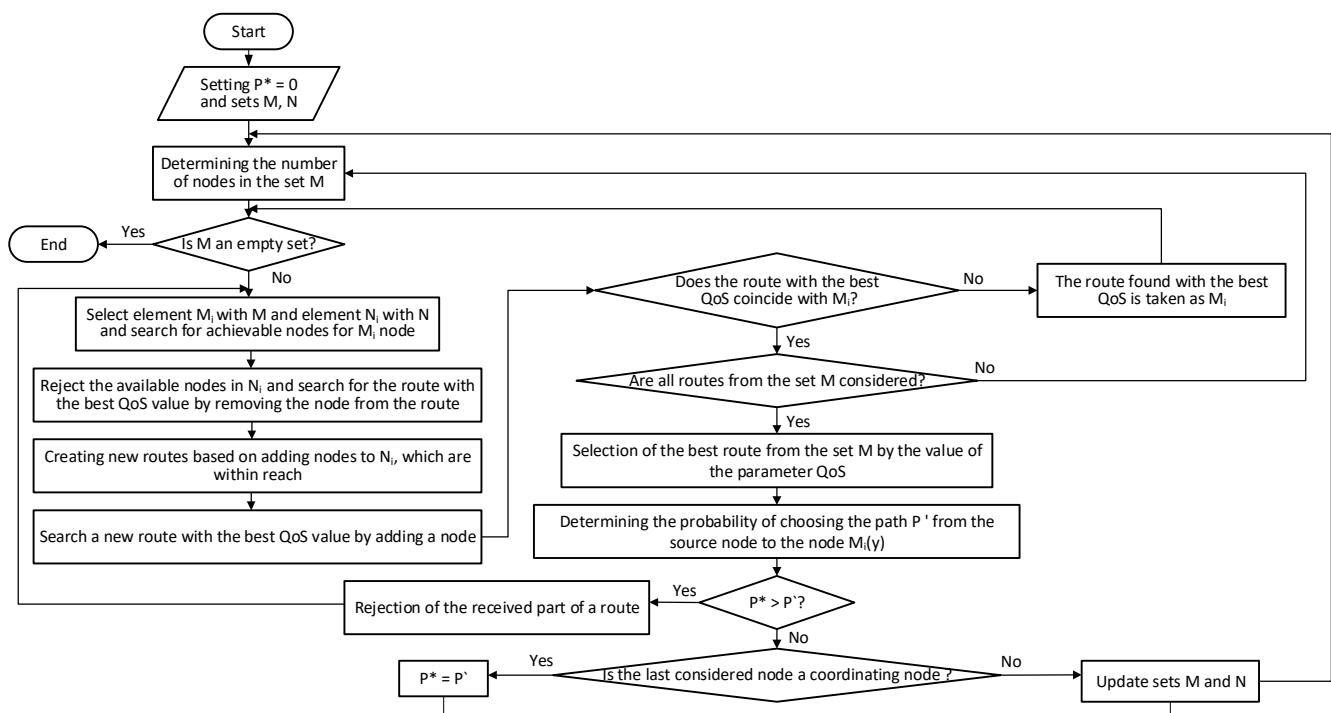 Start
Setting P* = 0
and sets M, N
Determining the number
of nodes in the set M
Is M an empty set?
Yes
End
No
Select element Mᵢ with M and element Nᵢ with N
and search for achievable nodes for Mᵢ node
Reject the available nodes in Nᵢ and search for the route with
the best QoS value by removing the node from the route
Creating new routes based on adding nodes to Nᵢ, which are
within reach
Search a new route with the best QoS value by adding a node
Does the route with the best
QoS coincide with Mᵢ?
No
The route found with the best
QoS is taken as Mᵢ
Yes
Are all routes from the set M considered?
No
Yes
Selection of the best route from the set M by the value of
the parameter QoS
Determining the probability of choosing the path P ' from the
source node to the node Mᵢ(y)
P* > P`?
Yes
Rejection of the received part of a route
No
Is the last considered node a coordinating node ?
Yes
P* = P`
No
Update sets M and N